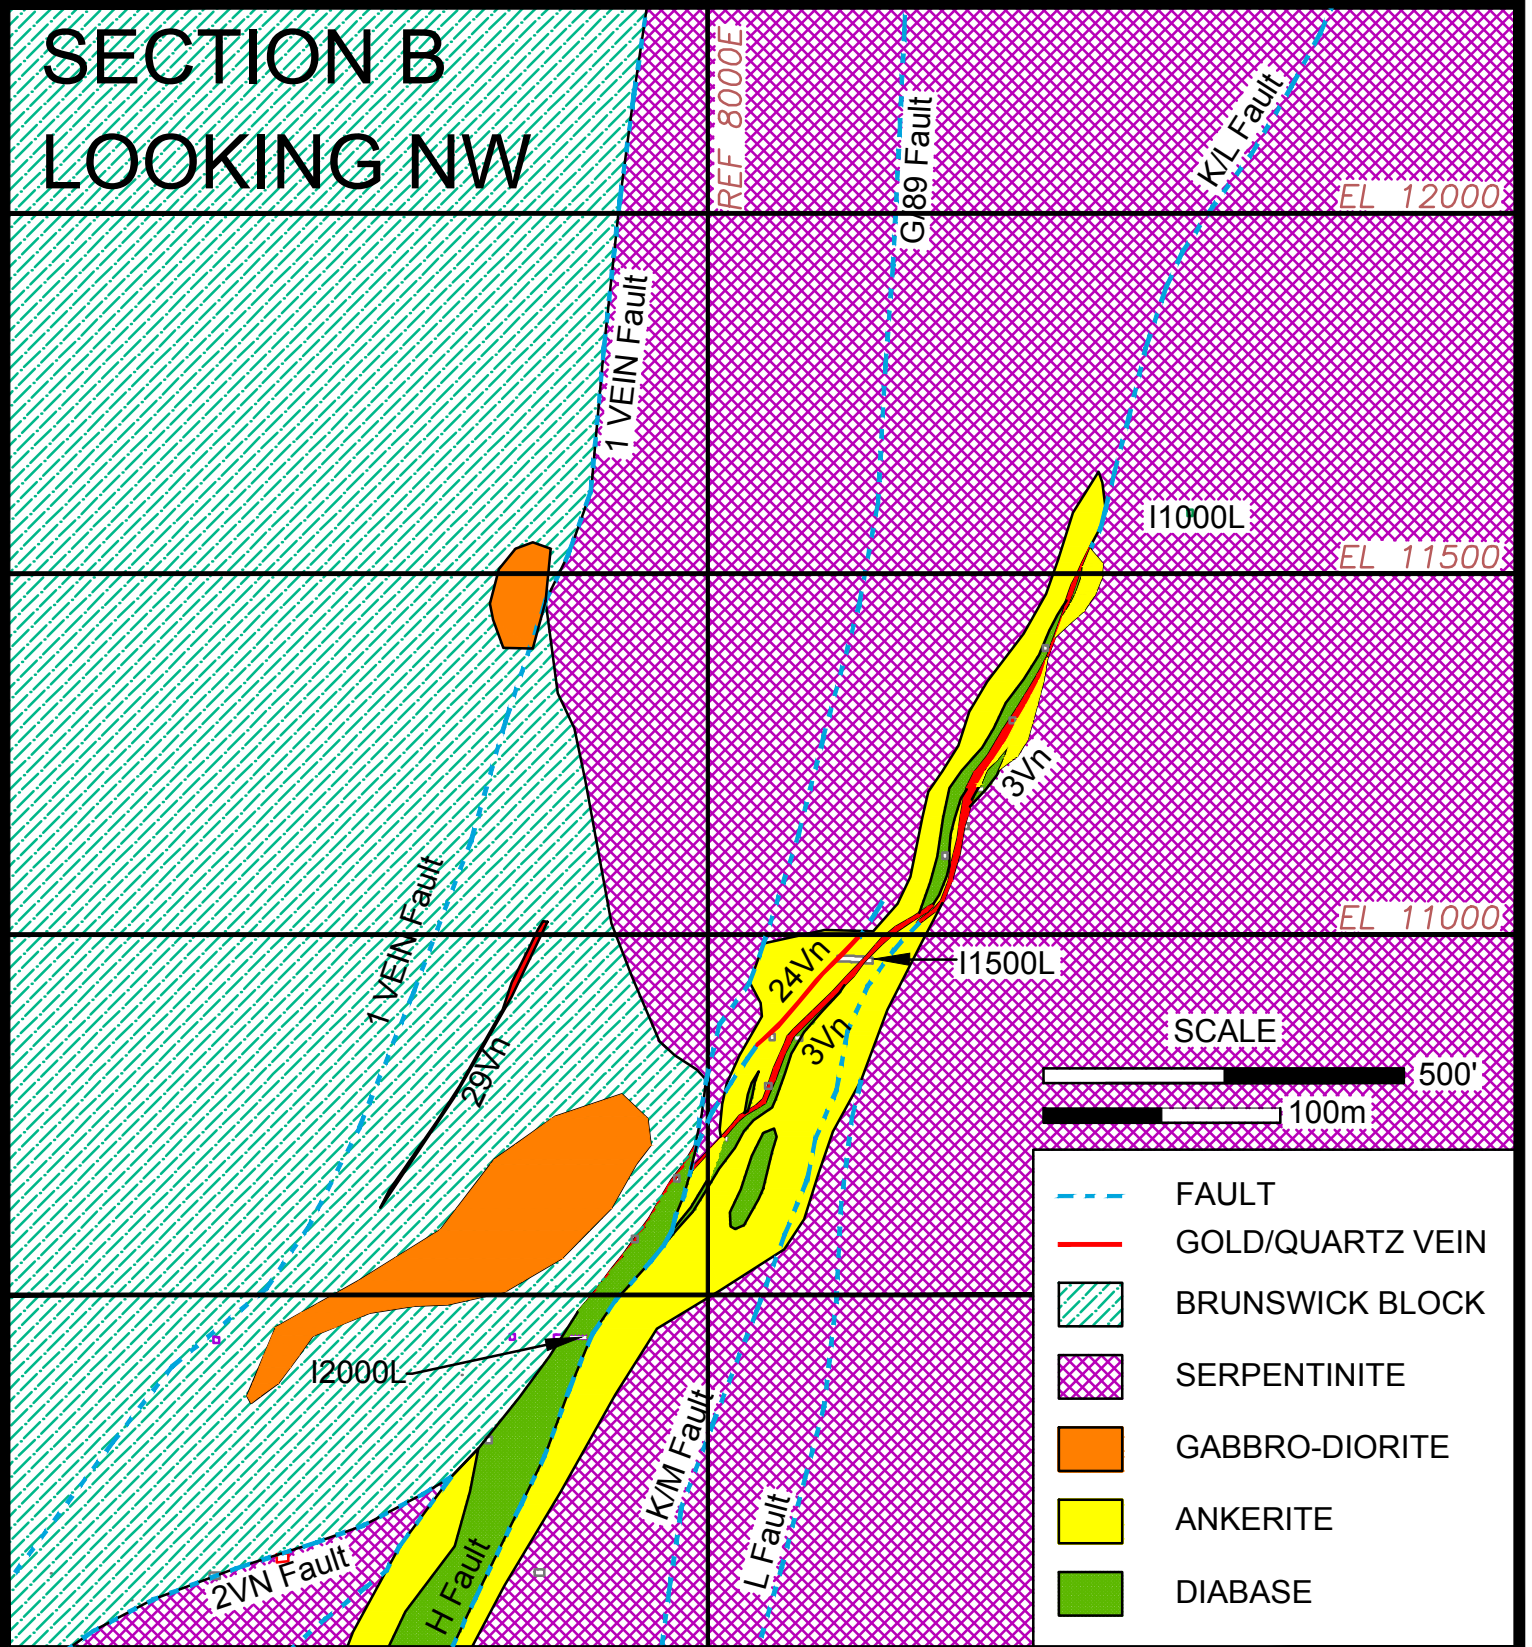 SECTION B
LOOKING NW
REF 8000E
G/89 Fault
K/L Fault
EL 12000
1 VEIN Fault
I1000L
EL 11500
3Vn
1 VEIN Fault
EL 11000
24Vn
I1500L
3Vn
29Vn
SCALE
500'
100m
FAULT
GOLD/QUARTZ VEIN
BRUNSWICK BLOCK
SERPENTINITE
GABBRO-DIORITE
ANKERITE
DIABASE
I2000L
K/M Fault
L Fault
H Fault
2VN Fault